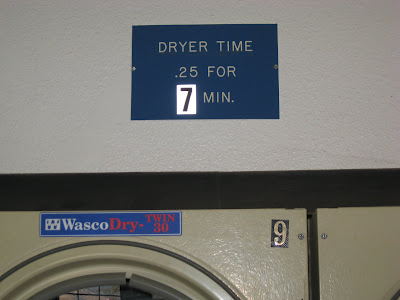 DRYER TIME
.25 FOR
7 MIN.
WascoDry-TWIN 30
9